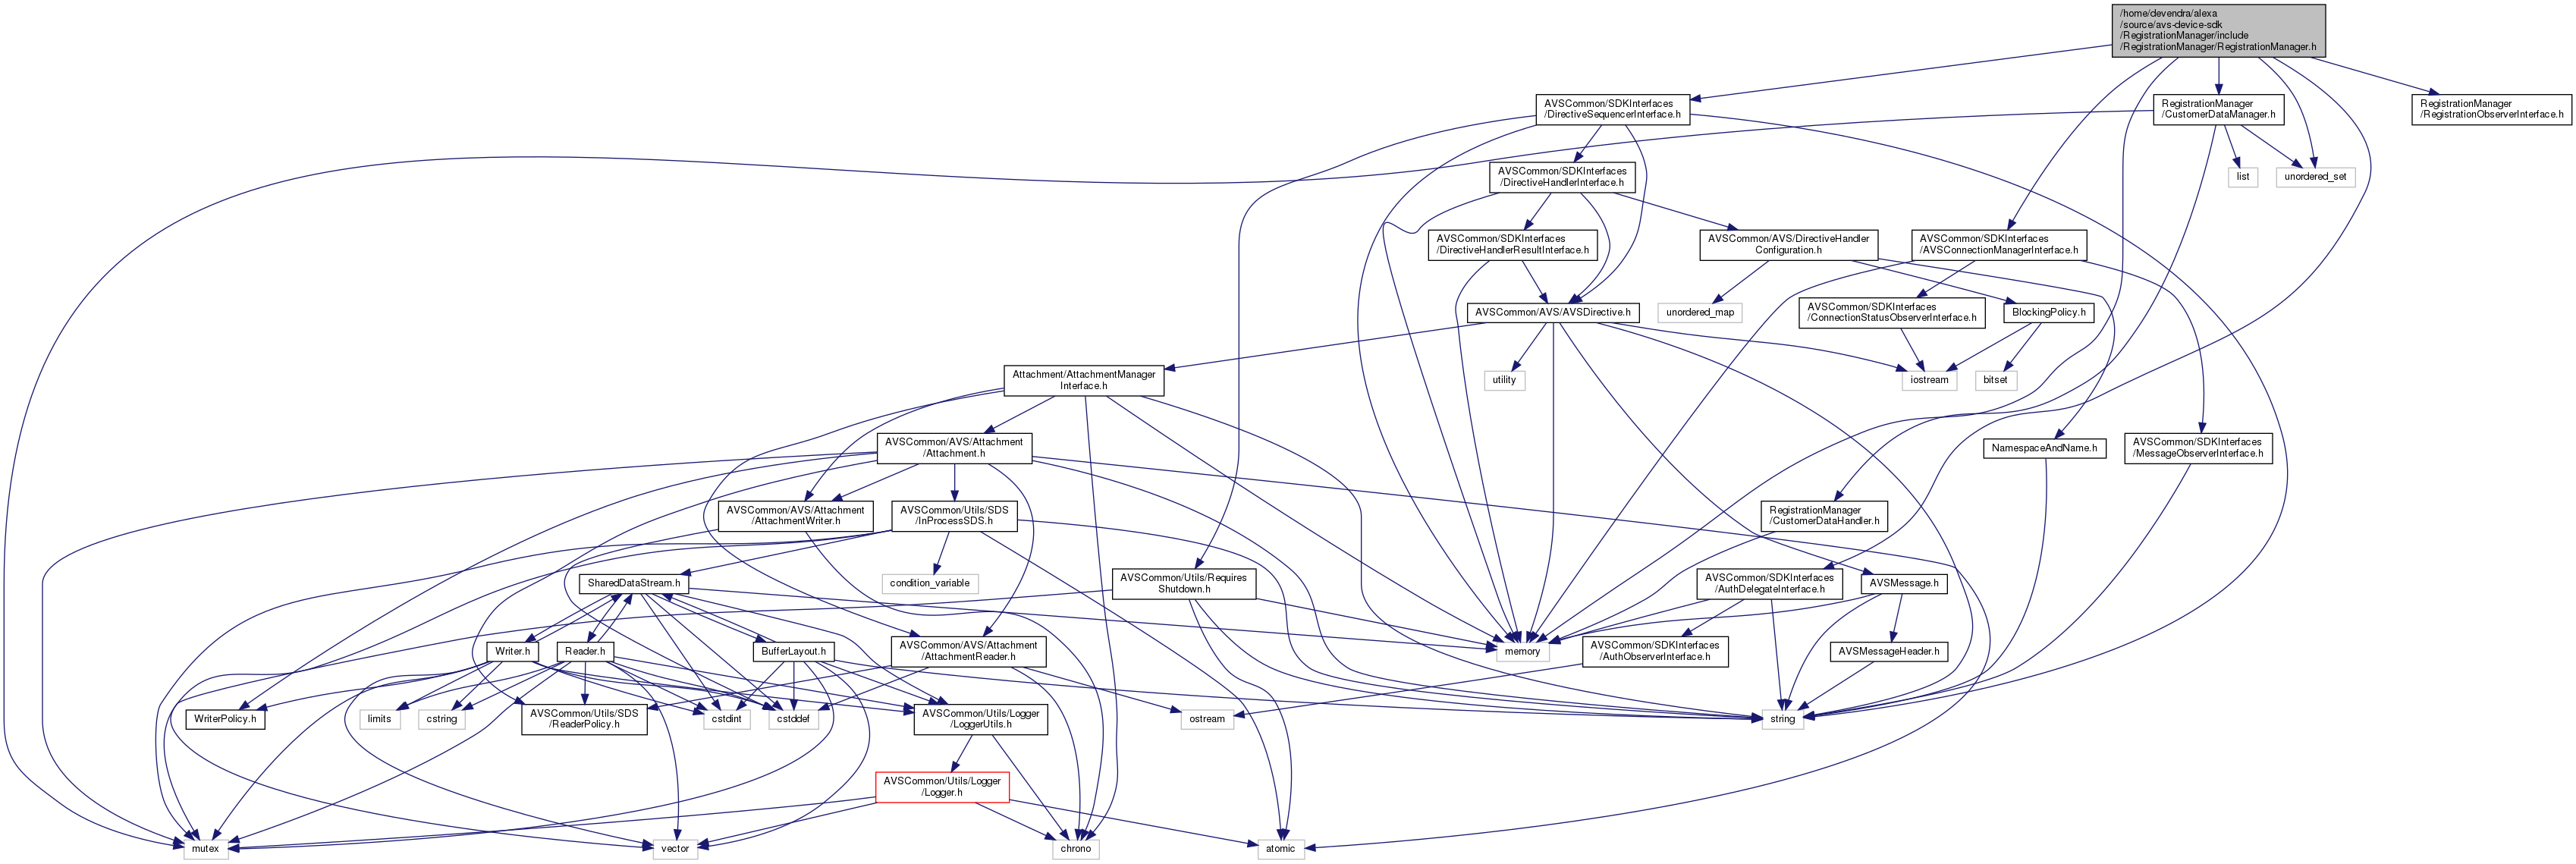 /home/devendra/alexa
/source/avs-device-sdk
/RegistrationManager/include
/RegistrationManager/RegistrationManager.h
AVSCommon/SDKInterfaces
/DirectiveSequencerInterface.h
RegistrationManager
/CustomerDataManager.h
RegistrationManager
/RegistrationObserverInterface.h
AVSCommon/SDKInterfaces
/DirectiveHandlerInterface.h
list
unordered_set
AVSCommon/SDKInterfaces
/DirectiveHandlerResultInterface.h
AVSCommon/AVS/DirectiveHandler
Configuration.h
AVSCommon/SDKInterfaces
/AVSConnectionManagerInterface.h
AVSCommon/AVS/AVSDirective.h
unordered_map
AVSCommon/SDKInterfaces
/ConnectionStatusObserverInterface.h
BlockingPolicy.h
Attachment/AttachmentManager
Interface.h
utility
iostream
bitset
AVSCommon/AVS/Attachment
/Attachment.h
NamespaceAndName.h
AVSCommon/SDKInterfaces
/MessageObserverInterface.h
AVSCommon/AVS/Attachment
/AttachmentWriter.h
AVSCommon/Utils/SDS
/InProcessSDS.h
RegistrationManager
/CustomerDataHandler.h
SharedDataStream.h
condition_variable
AVSCommon/Utils/Requires
Shutdown.h
AVSCommon/SDKInterfaces
/AuthDelegateInterface.h
AVSMessage.h
Writer.h
Reader.h
BufferLayout.h
AVSCommon/AVS/Attachment
/AttachmentReader.h
memory
AVSCommon/SDKInterfaces
/AuthObserverInterface.h
AVSMessageHeader.h
WriterPolicy.h
limits
cstring
AVSCommon/Utils/SDS
/ReaderPolicy.h
cstdint
cstddef
AVSCommon/Utils/Logger
/LoggerUtils.h
ostream
string
AVSCommon/Utils/Logger
/Logger.h
mutex
vector
chrono
atomic